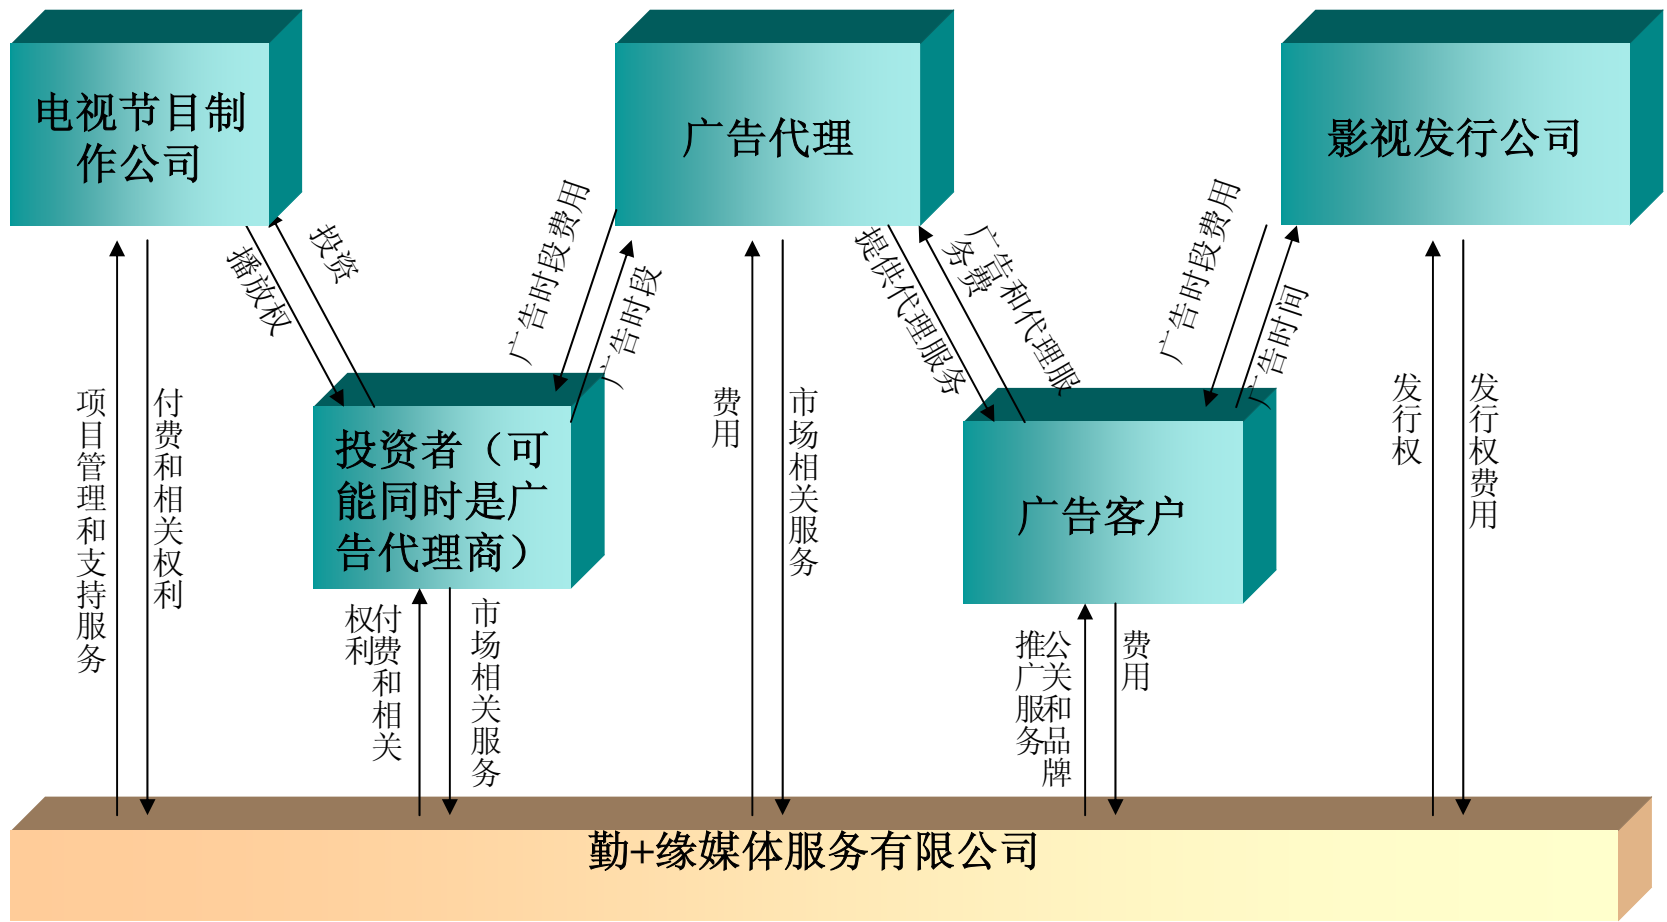 电视节目制
作公司
广告代理
影视发行公司
投资
播放权
广告时段费用
广告时段
提供代理服务
广告和代理服
务费
广告时段费用
广告时间
投资者（可
能同时是广
告代理商）
广告客户
项目管理和支持服务
付费和相关权利
付费和相关
权利
市场相关服务
费用
市场相关服务
公关和品牌
推广服务
费用
发行权
发行权费用
勤+缘媒体服务有限公司